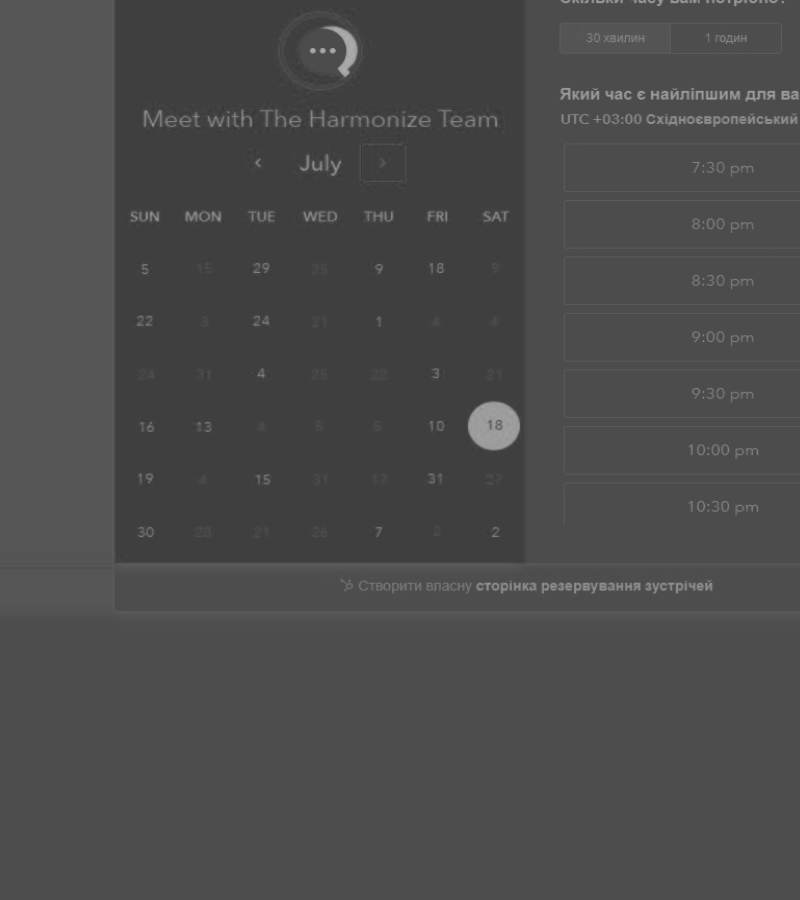 Скільки часу вам потрібно?
30 хвилин 1 годин
Meet with The Harmonize Team
Який час є найліпшим для ва
UTC +03:00 Східноєвропейський
July
7:30 pm
SUN MON TUE WED THU FRI SAT
8:00 pm
5 15 29 25 9 18 9
8:30 pm
22 3 24 21 1 4 4
9:00 pm
24 31 4 25 22 3 21
9:30 pm
16 13 4 5 5 10 18
10:00 pm
19 4 15 31 17 31 27
10:30 pm
30 28 21 26 7 2 2
Створити власну сторінка резервування зустрічей